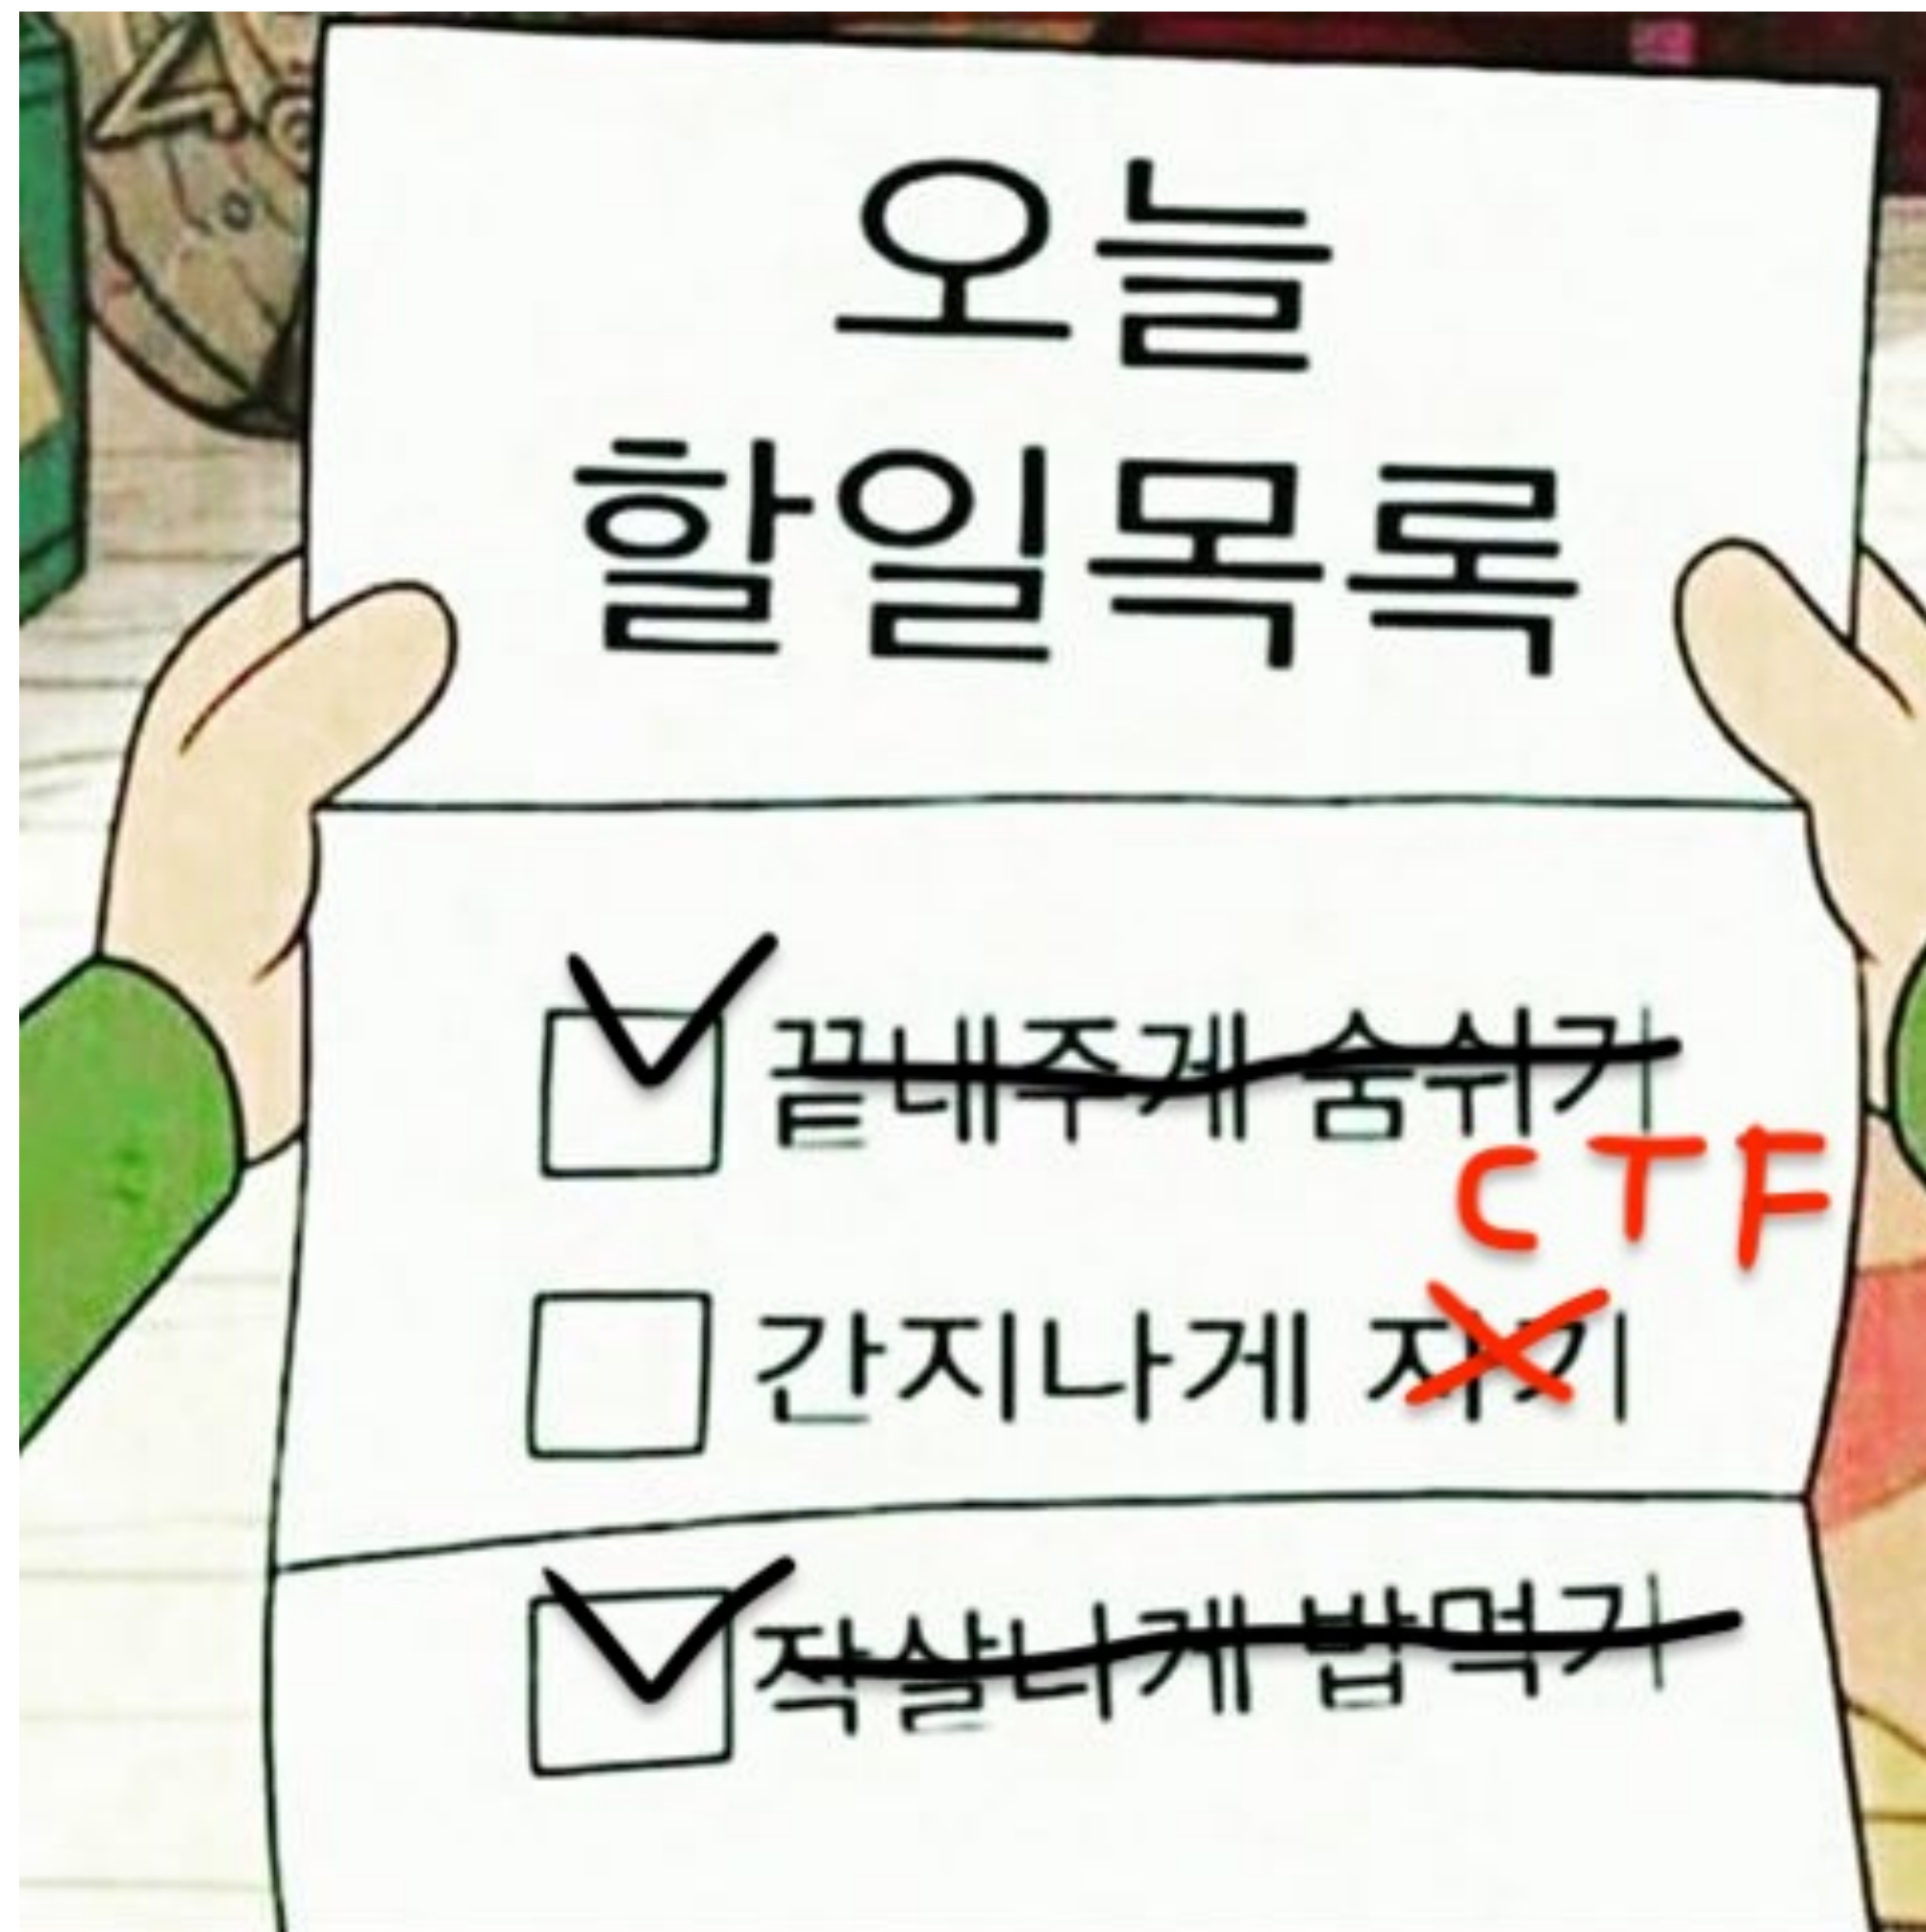 오늘
할일목록
끝내주게 숨쉬기
CTF
간지나게 자기
작살나게 밥먹기